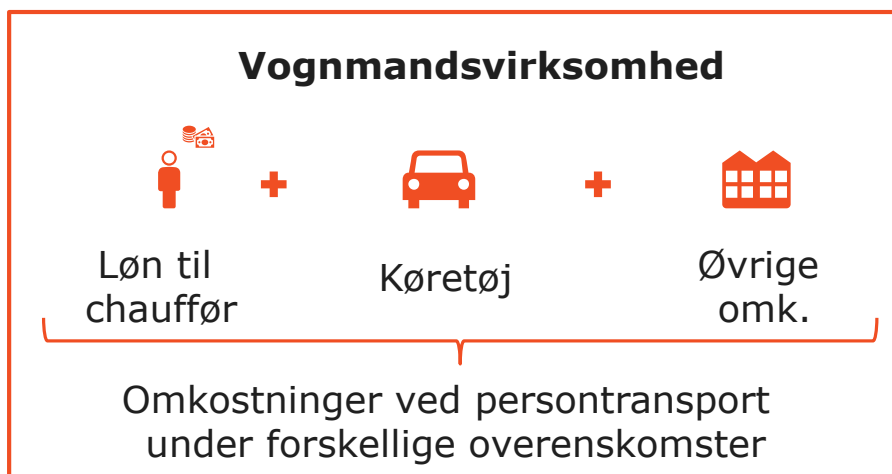 Vognmandsvirksomhed
Løn til
chauffør
Køretøj
Øvrige
omk.
Omkostninger ved persontransport
under forskellige overenskomster